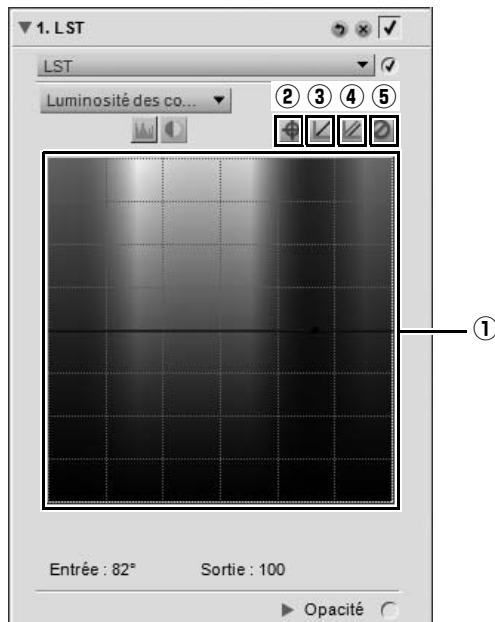 1. LST
LST
Luminosité des co...
② ③ ④ ⑤
①
Entrée : 82° Sortie : 100
Opacité